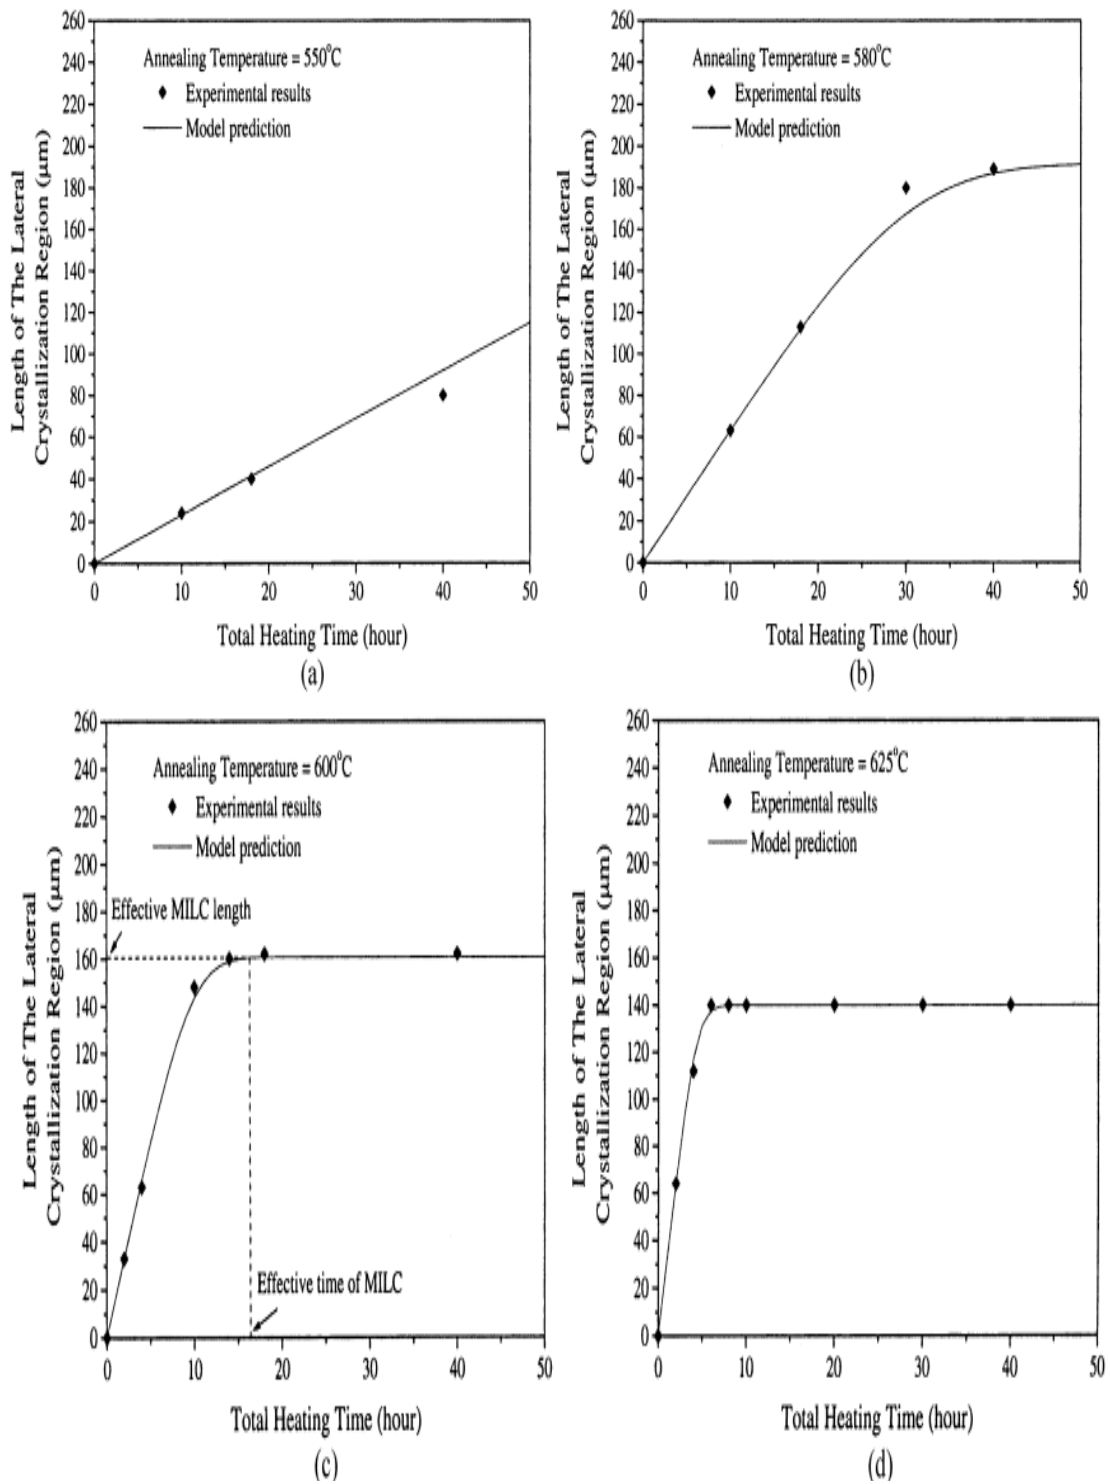 260
240
220
200
180
160
140
120
100
80
60
40
20
0
Length of The Lateral
Crystallization Region (μm)
Annealing Temperature = 550°C
Experimental results
Model prediction
0 10 20 30 40 50
Total Heating Time (hour)
(a)
260
240
220
200
180
160
140
120
100
80
60
40
20
0
Length of The Lateral
Crystallization Region (μm)
Annealing Temperature = 580°C
Experimental results
Model prediction
0 10 20 30 40 50
Total Heating Time (hour)
(b)
260
240
220
200
180
160
140
120
100
80
60
40
20
0
Length of The Lateral
Crystallization Region (μm)
Annealing Temperature = 600°C
Experimental results
Model prediction
Effective MILC length
Effective time of MILC
0 10 20 30 40 50
Total Heating Time (hour)
(c)
260
240
220
200
180
160
140
120
100
80
60
40
20
0
Length of The Lateral
Crystallization Region (μm)
Annealing Temperature = 625°C
Experimental results
Model prediction
0 10 20 30 40 50
Total Heating Time (hour)
(d)